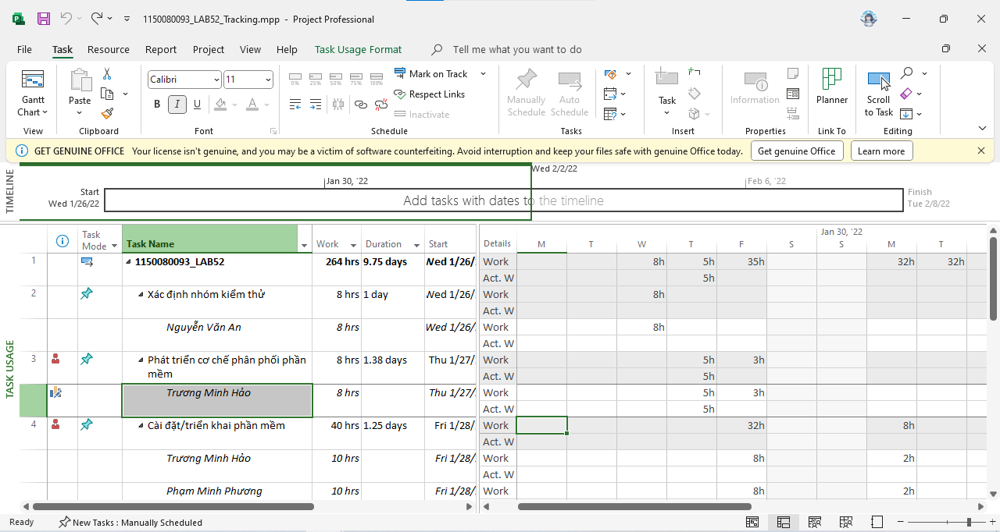 1150080093_LAB52_Tracking.mpp - Project Professional
File Task Resource Report Project View Help Task Usage Format Tell me what you want to do
Gantt Chart
View
Paste
Clipboard
Calibri 11
B I U A
Font
0% 25% 50% 75% 100%
Mark on Track
Respect Links
Inactivate
Schedule
Manually Schedule
Auto Schedule
Tasks
Task
Insert
Information
Properties
Planner
Link To
Scroll to Task
Editing
GET GENUINE OFFICE Your license isn't genuine, and you may be a victim of software counterfeiting. Avoid interruption and keep your files safe with genuine Office today. Get genuine Office Learn more
TIMELINE
Wed 2/2/22
Jan 30, '22 Feb 6, '22
Start
Wed 1/26/22
Add tasks with dates to the timeline
Finish
Tue 2/8/22
TASK USAGE
Task Mode Task Name Work Duration Start Details Jan 30, '22
M T W T F S S M T
1 1150080093_LAB52 264 hrs 9.75 days Wed 1/26/ Work 8h 5h 35h 32h 32h
Act. W 5h
2 Xác định nhóm kiểm thử 8 hrs 1 day Wed 1/26/ Work 8h
Act. W
Nguyễn Văn An 8 hrs Wed 1/26/ Work 8h
Act. W
3 Phát triển cơ chế phân phối phần mềm 8 hrs 1.38 days Thu 1/27/ Work 5h 3h
Act. W 5h
Trương Minh Hảo 8 hrs Thu 1/27/ Work 5h 3h
Act. W 5h
4 Cài đặt/triển khai phần mềm 40 hrs 1.25 days Fri 1/28/ Work 32h 8h
Act. W
Trương Minh Hảo 10 hrs Fri 1/28/ Work 8h 2h
Act. W
Phạm Minh Phương 10 hrs Fri 1/28/ Work 8h 2h
Ready New Tasks : Manually Scheduled